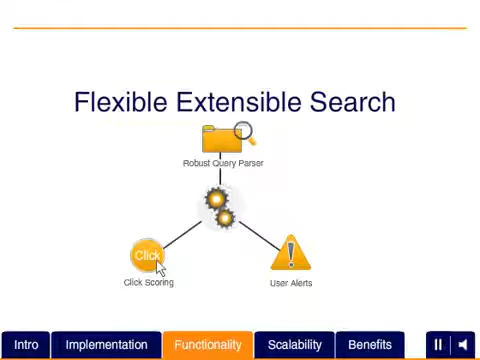 Flexible Extensible Search
Robust Query Parser
Click
Click Scoring
User Alerts
Intro
Implementation
Functionality
Scalability
Benefits